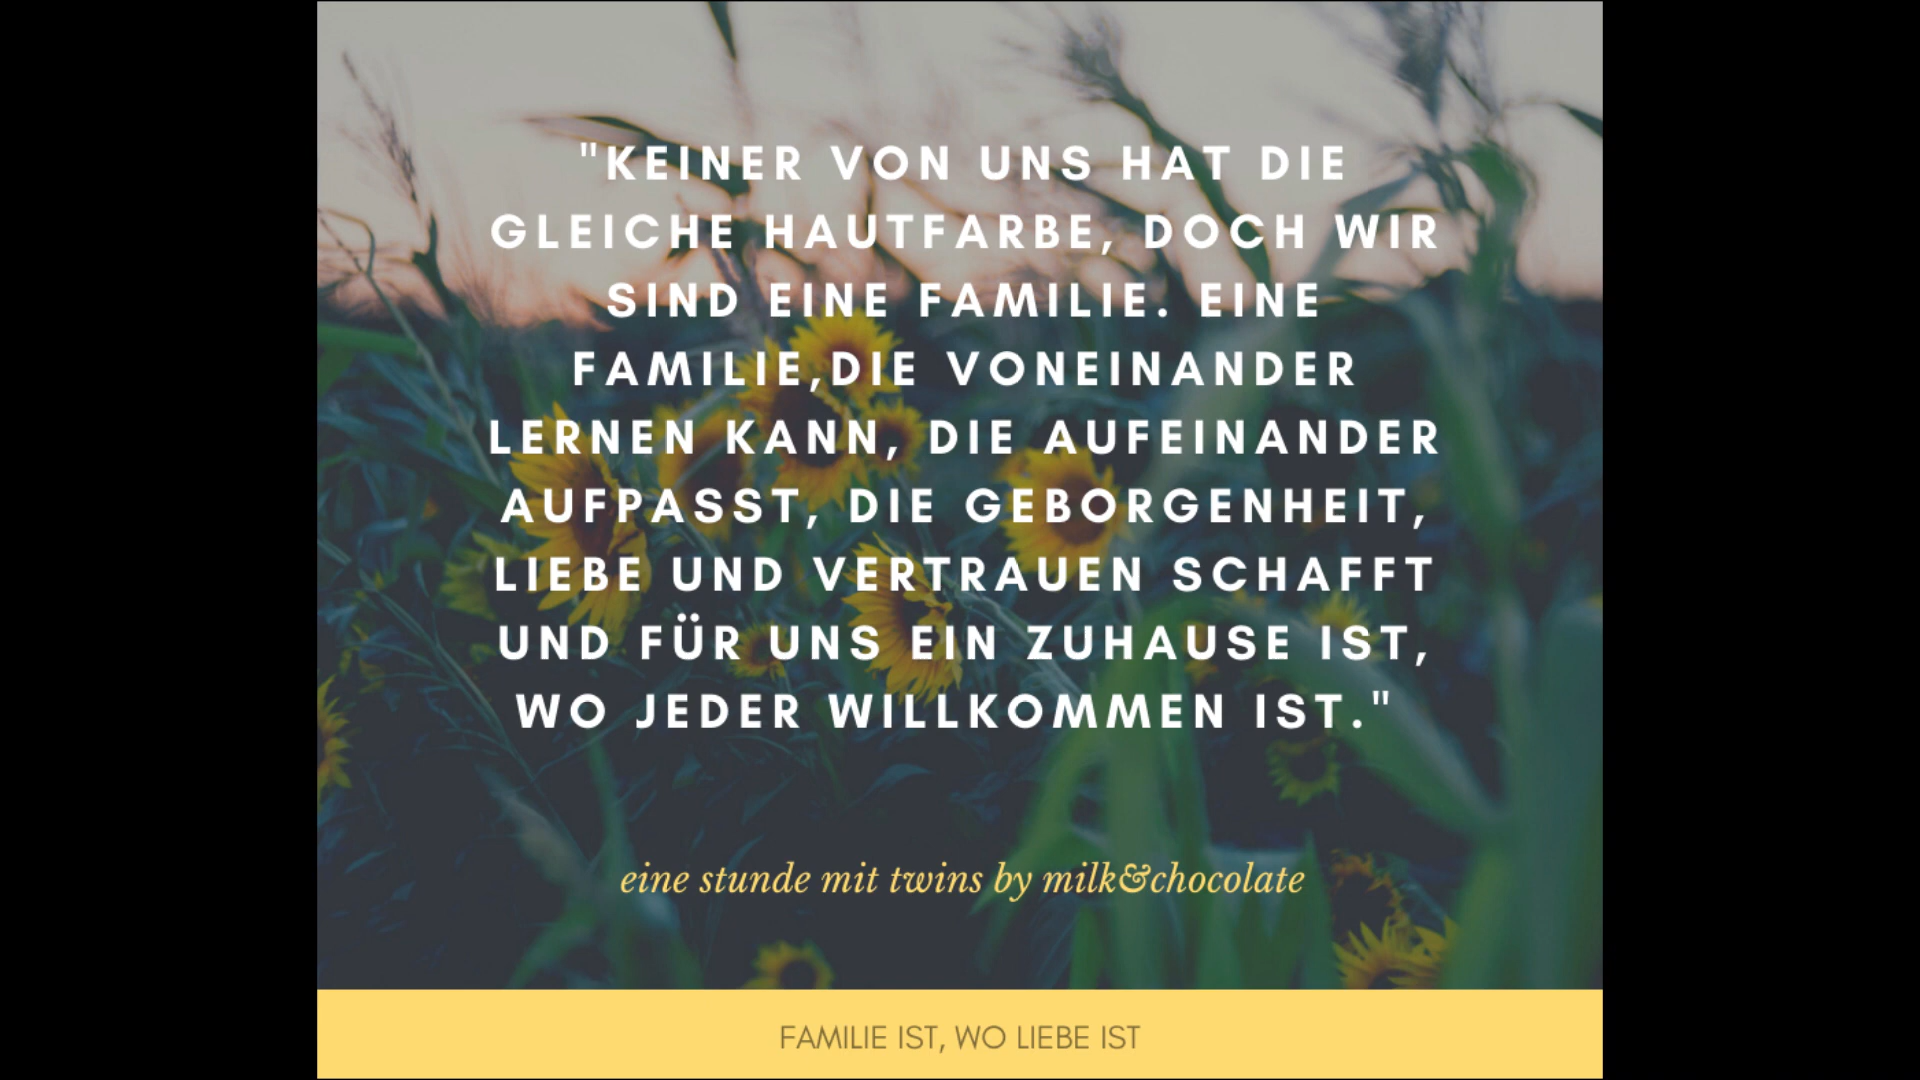 "KEINER VON UNS HAT DIE
GLEICHE HAUTFARBE, DOCH WIR
SIND EINE FAMILIE. EINE
FAMILIE,DIE VONEINANDER
LERNEN KANN, DIE AUFEINANDER
AUFPASST, DIE GEBORGENHEIT,
LIEBE UND VERTRAUEN SCHAFFT
UND FÜR UNS EIN ZUHAUSE IST,
WO JEDER WILLKOMMEN IST."
eine stunde mit twins by milk&chocolate
FAMILIE IST, WO LIEBE IST